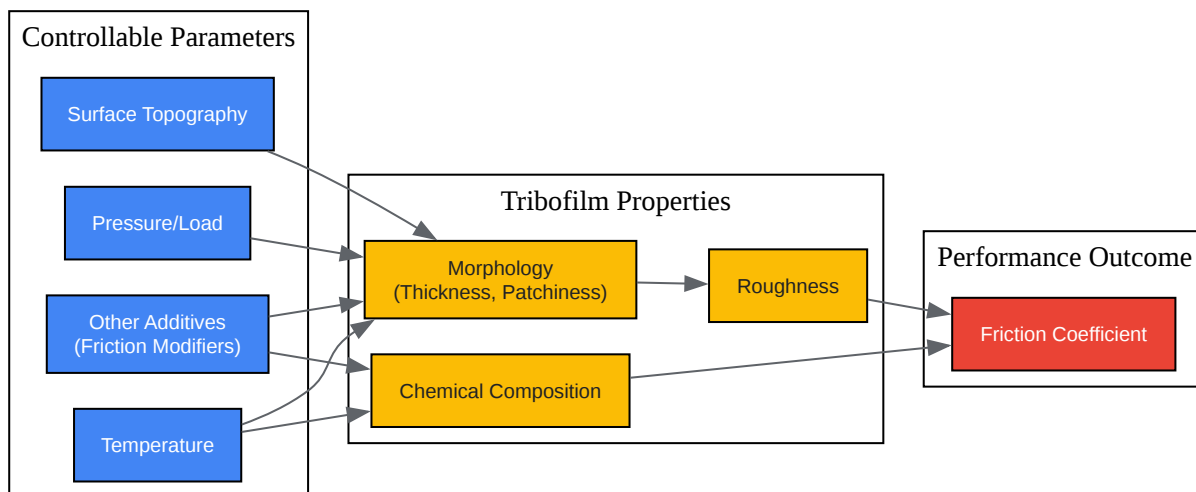 Controllable Parameters
Surface Topography
Pressure/Load
Other Additives
(Friction Modifiers)
Temperature
Tribofilm Properties
Morphology
(Thickness, Patchiness)
Roughness
Chemical Composition
Performance Outcome
Friction Coefficient